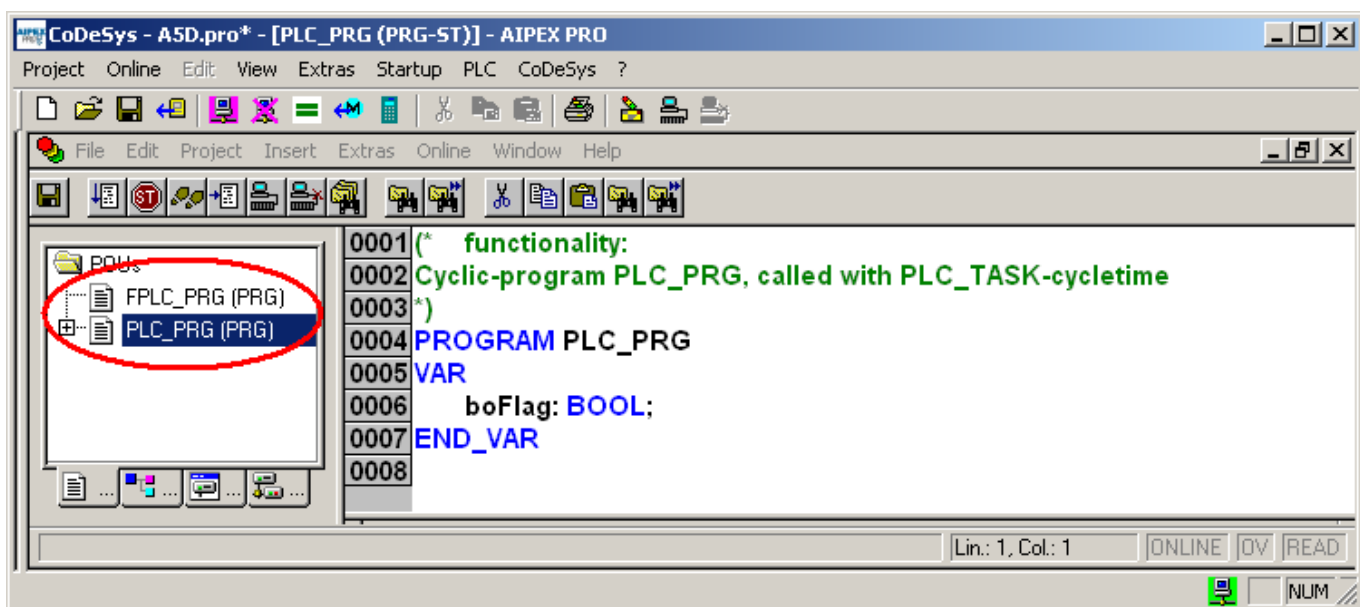 CoDeSys - A5D.pro* - [PLC_PRG (PRG-ST)] - AIPEX PRO
Project Online Edit View Extras Startup PLC CoDeSys ?
File Edit Project Insert Extras Online Window Help
POUs
FPLC_PRG (PRG)
PLC_PRG (PRG)
... ... ... ...
0001 (* functionality:
0002 Cyclic-program PLC_PRG, called with PLC_TASK-cycletime
0003 *)
0004 PROGRAM PLC_PRG
0005 VAR
0006 boFlag: BOOL;
0007 END_VAR
0008
Lin.: 1, Col.: 1 ONLINE OV READ
NUM